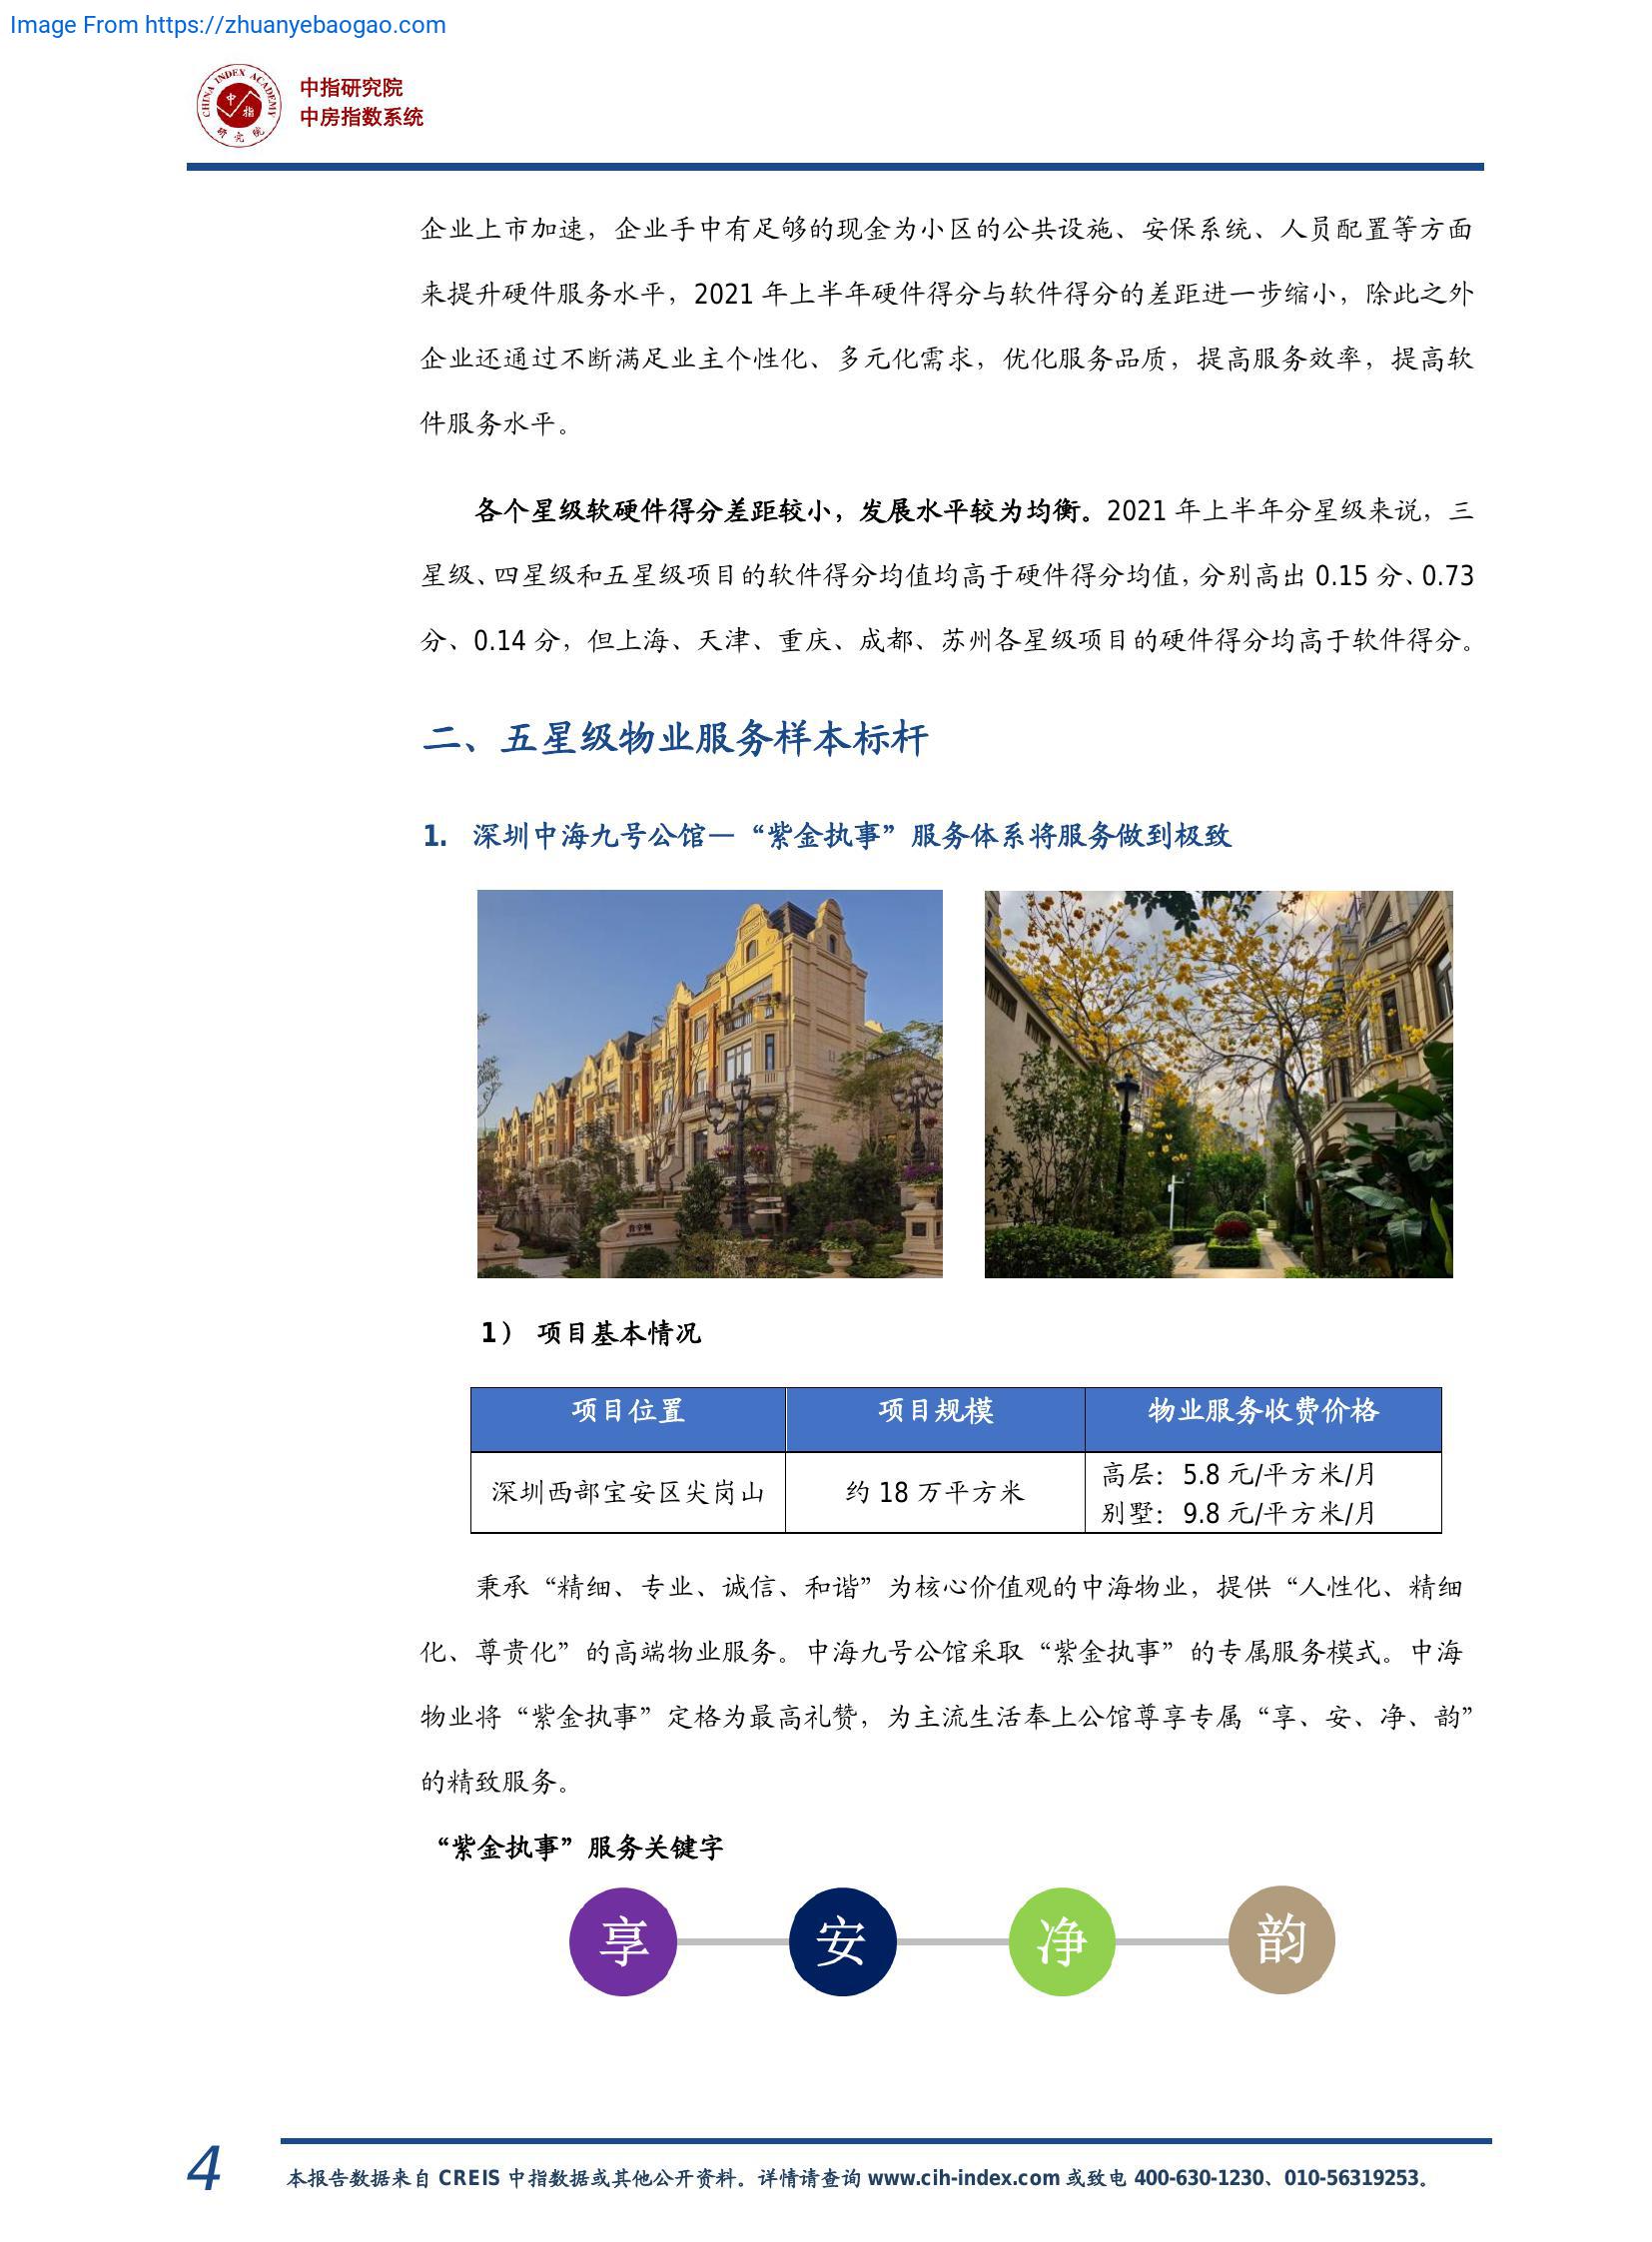 Image From https://zhuanyebaogao.com
CHINA INDEX ACADEMY
中
指
研究院
中指研究院
中房指数系统
企业上市加速，企业手中有足够的现金为小区的公共设施、安保系统、人员配置等方面
来提升硬件服务水平，2021 年上半年硬件得分与软件得分的差距进一步缩小，除此之外
企业还通过不断满足业主个性化、多元化需求，优化服务品质，提高服务效率，提高软
件服务水平。
各个星级软硬件得分差距较小，发展水平较为均衡。2021 年上半年分星级来说，三
星级、四星级和五星级项目的软件得分均值均高于硬件得分均值，分别高出 0.15 分、0.73
分、0.14 分，但上海、天津、重庆、成都、苏州各星级项目的硬件得分均高于软件得分。
二、五星级物业服务样本标杆
1. 深圳中海九号公馆—“紫金执事”服务体系将服务做到极致
1） 项目基本情况
项目位置 项目规模 物业服务收费价格
深圳西部宝安区尖岗山 约 18 万平方米 高层：5.8 元/平方米/月
别墅：9.8 元/平方米/月
秉承“精细、专业、诚信、和谐”为核心价值观的中海物业，提供“人性化、精细
化、尊贵化”的高端物业服务。中海九号公馆采取“紫金执事”的专属服务模式。中海
物业将“紫金执事”定格为最高礼赞，为主流生活奉上公馆尊享专属“享、安、净、韵”
的精致服务。
“紫金执事”服务关键字
享 安 净 韵
4
本报告数据来自 CREIS 中指数据或其他公开资料。详情请查询 www.cih-index.com 或致电 400-630-1230、010-56319253。